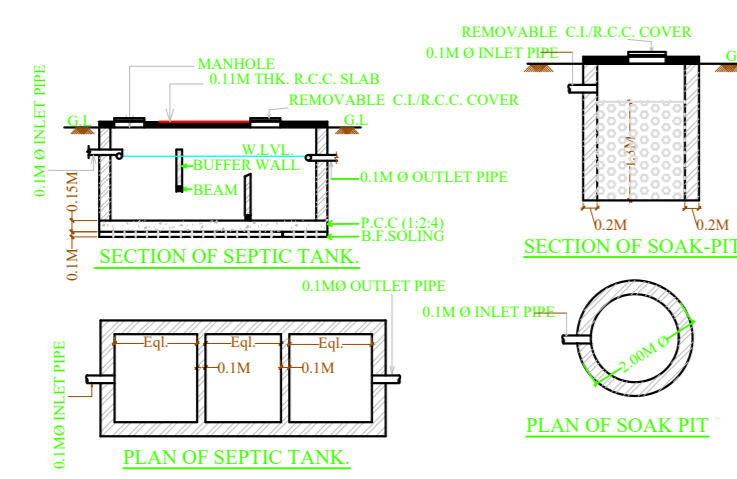 MANHOLE
0.11M THK. R.C.C. SLAB
REMOVABLE C.I./R.C.C. COVER
G.L
G.L
0.1M Ø INLET PIPE
W.LVL.
BUFFER WALL
BEAM
0.1M Ø OUTLET PIPE
0.15M
0.1M
P.C.C (1:2:4)
B.F.SOLING
SECTION OF SEPTIC TANK.
REMOVABLE C.I./R.C.C. COVER
0.1M Ø INLET PIPE
G
1.5M
0.2M
0.2M
SECTION OF SOAK-PIT
0.1MØ OUTLET PIPE
Eql.
Eql.
Eql.
0.1M
0.1M
0.1MØ INLET PIPE
PLAN OF SEPTIC TANK.
0.1M Ø INLET PIPE
2.00M Ø
PLAN OF SOAK PIT